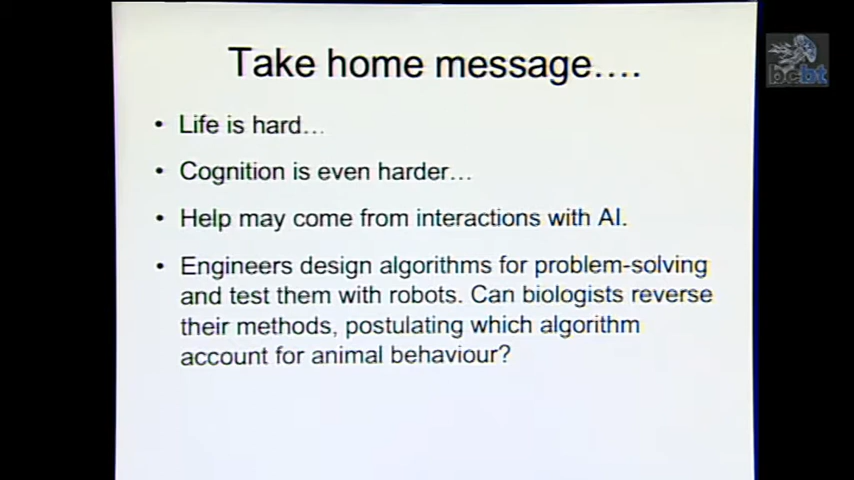 Take home message….
• Life is hard…
• Cognition is even harder…
• Help may come from interactions with AI.
• Engineers design algorithms for problem-solving
and test them with robots. Can biologists reverse
their methods, postulating which algorithm
account for animal behaviour?
bcbt